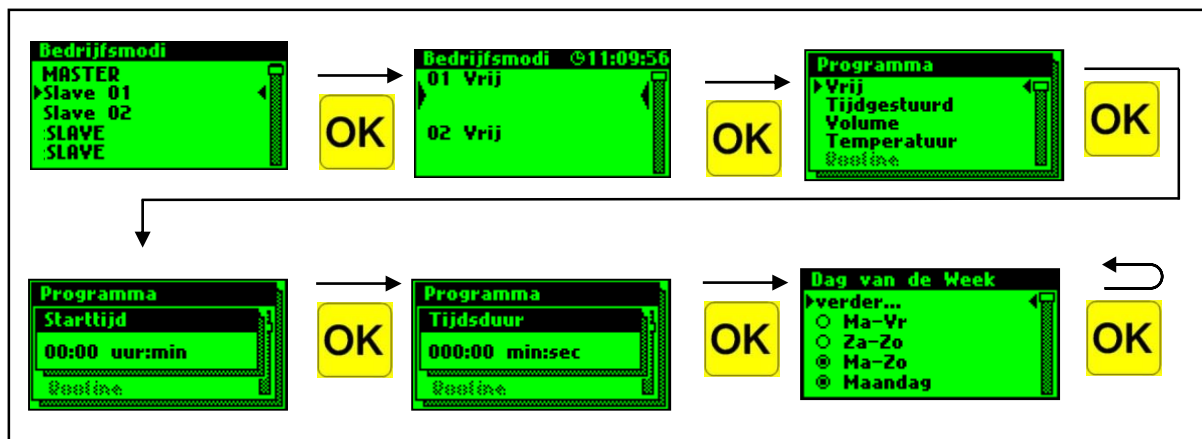 Bedrijfsmodi
MASTER
Slave 01
Slave 02
:SLAVE
:SLAVE
OK
Bedrijfsmodi 11:09:56
01 Vrij
02 Vrij
OK
Programma
Vrij
Tijdgestuurd
Volume
Temperatuur
OK
Programma
Starttijd
00:00 uur:min
OK
Programma
Tijdsduur
000:00 min:sec
OK
Dag van de Week
verder...
Ma-Vr
Za-Zo
Ma-Zo
Maandag
OK